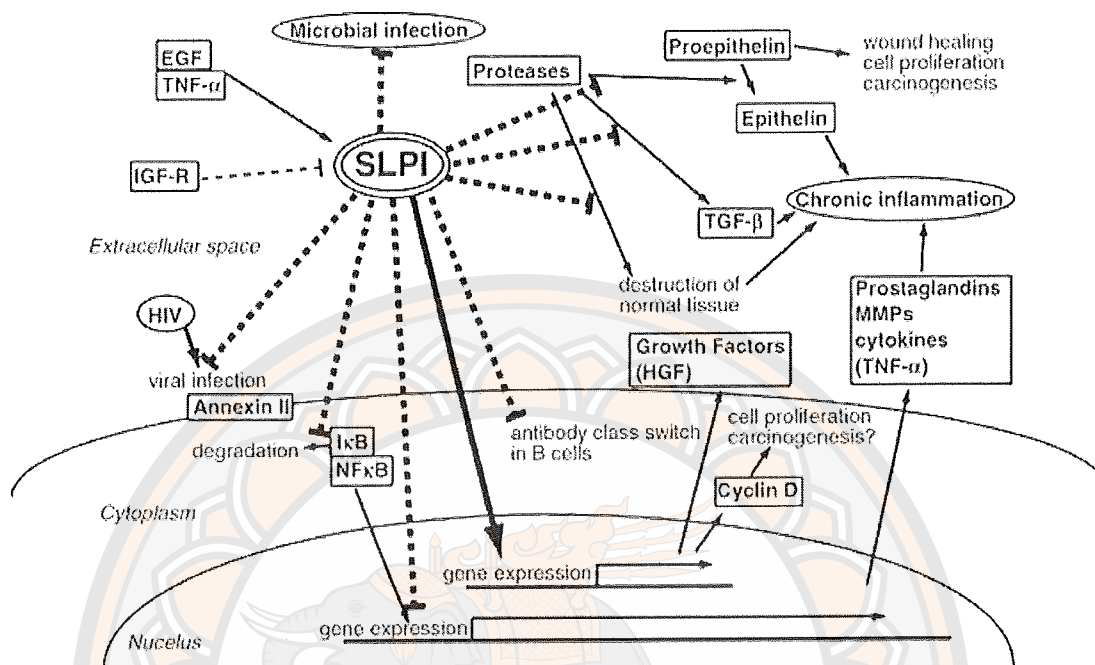 Microbial infection
EGF
TNF-α
Proteases
Proepithelin
wound healing
cell proliferation
carcinogenesis
Epithelin
SLPI
IGF-R
Chronic inflammation
TGF-β
Extracellular space
destruction of
normal tissue
Prostaglandins
MMPs
cytokines
(TNF-α)
HIV
Growth Factors
(HGF)
viral infection
Annexin II
cell proliferation
carcinogenesis?
antibody class switch
in B cells
degradation
IκB
NFκB
Cyclin D
Cytoplasm
gene expression
gene expression
Nucelus